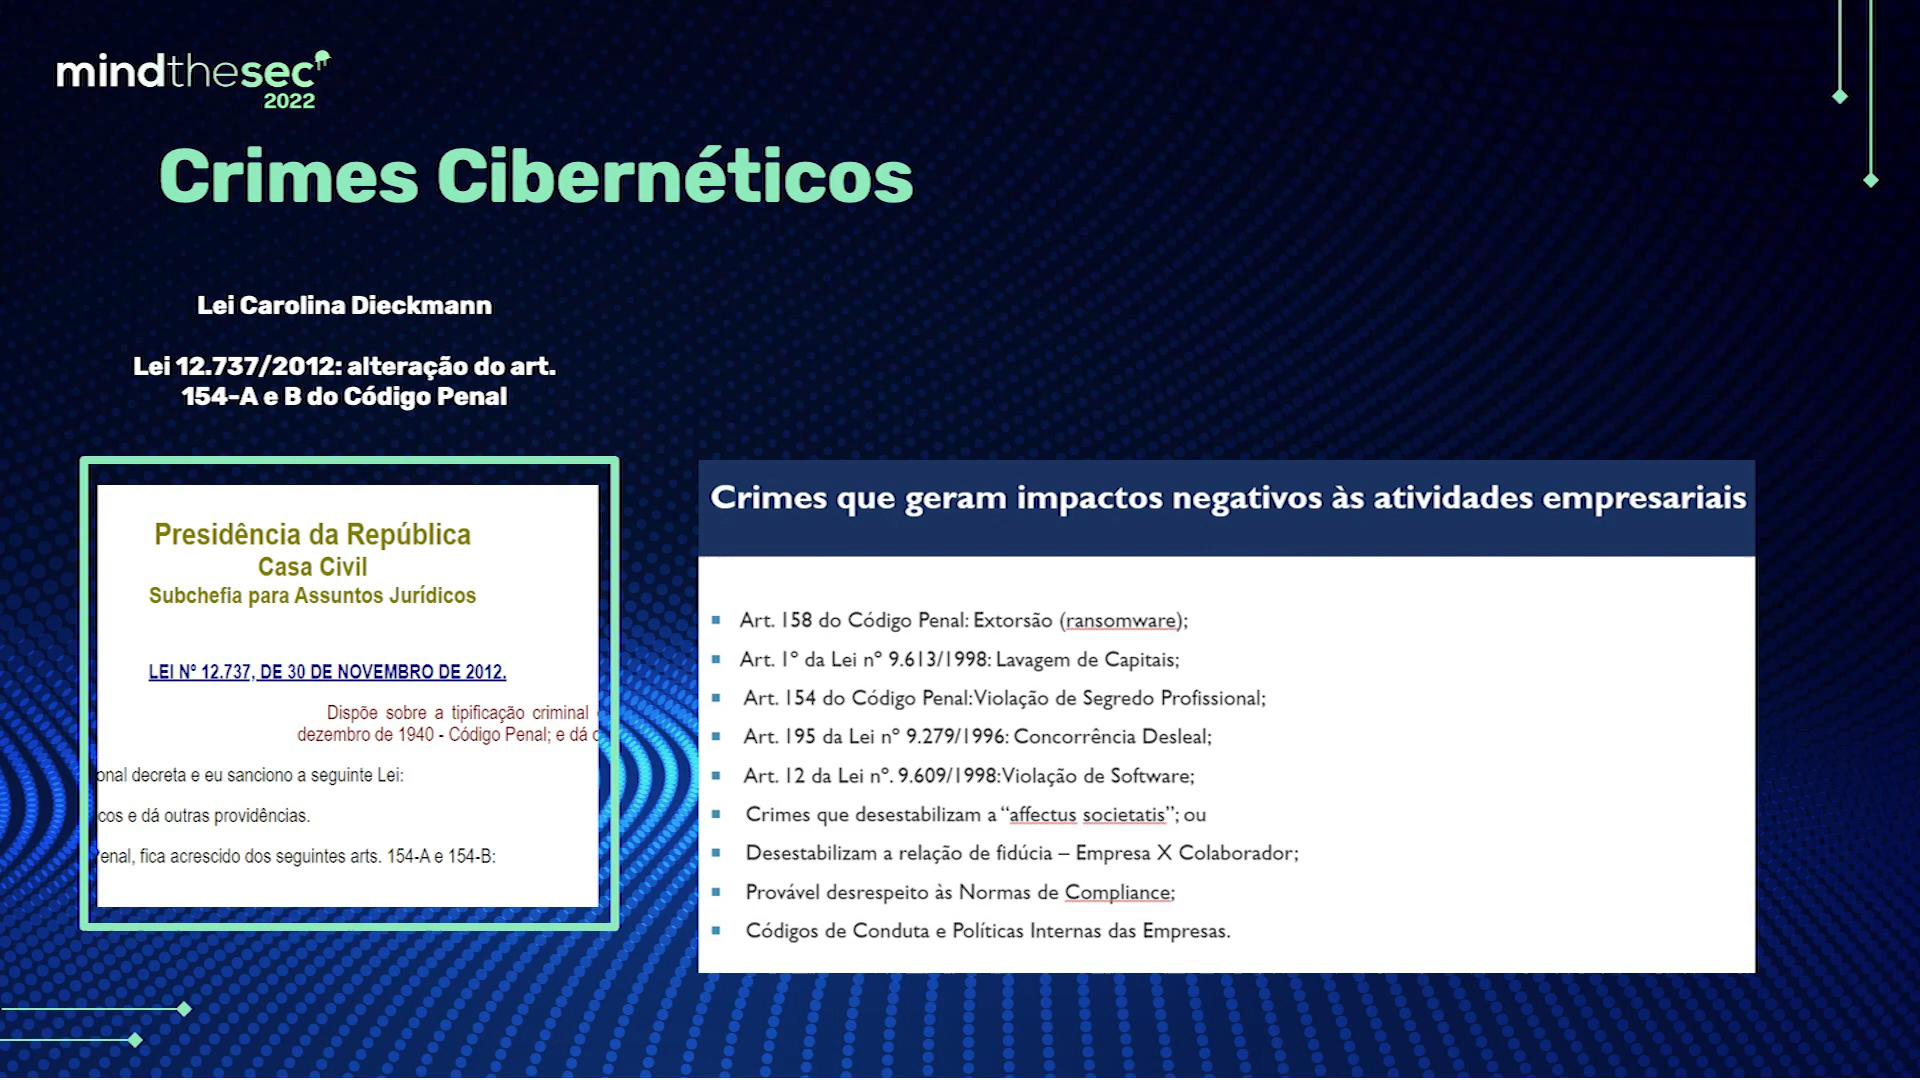 mindthesec
2022
Crimes Cibernéticos
Lei Carolina Dieckmann
Lei 12.737/2012: alteração do art.
154-A e B do Código Penal
Presidência da República
Casa Civil
Subchefia para Assuntos Jurídicos
LEI Nº 12.737, DE 30 DE NOVEMBRO DE 2012.
Dispõe sobre a tipificação criminal
dezembro de 1940 - Código Penal; e dá
onal decreta e eu sanciono a seguinte Lei:
cos e dá outras providências.
enal, fica acrescido dos seguintes arts. 154-A e 154-B:
Crimes que geram impactos negativos às atividades empresariais
Art. 158 do Código Penal: Extorsão (ransomware);
Art. 1º da Lei nº 9.613/1998: Lavagem de Capitais;
Art. 154 do Código Penal: Violação de Segredo Profissional;
Art. 195 da Lei nº 9.279/1996: Concorrência Desleal;
Art. 12 da Lei nº. 9.609/1998: Violação de Software;
Crimes que desestabilizam a “affectus societatis”; ou
Desestabilizam a relação de fidúcia – Empresa X Colaborador;
Provável desrespeito às Normas de Compliance;
Códigos de Conduta e Políticas Internas das Empresas.